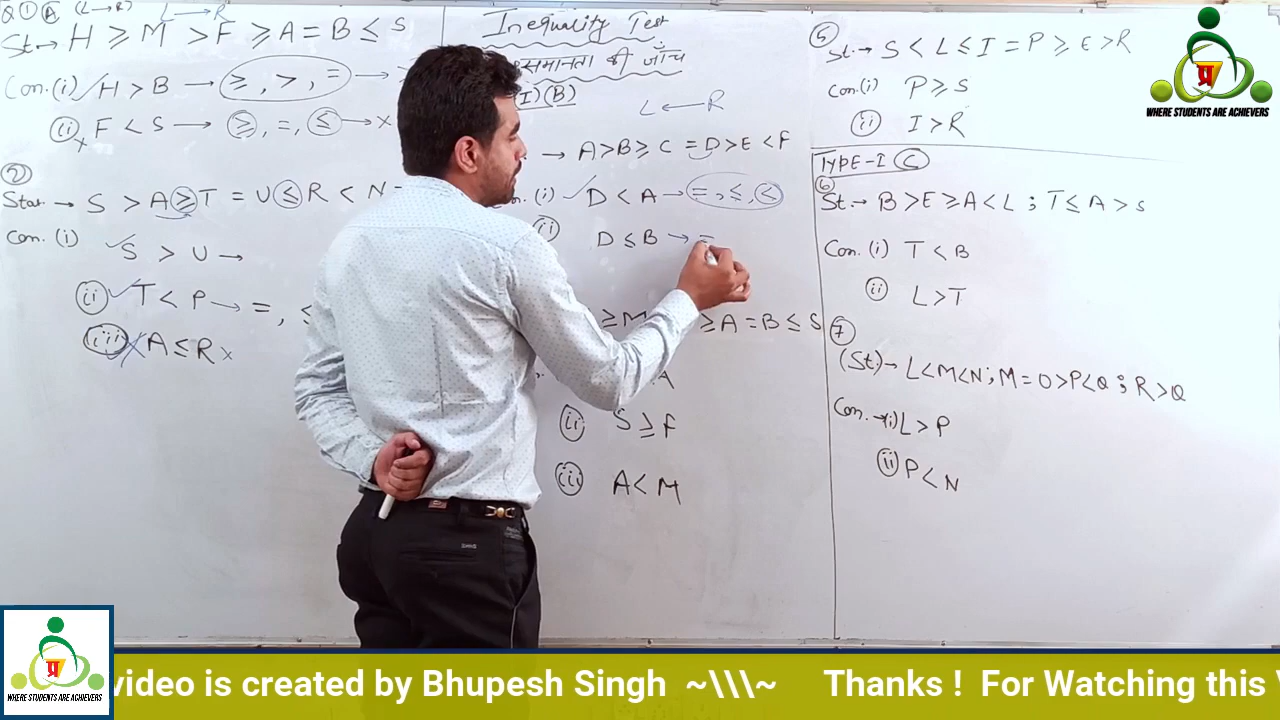 Q ① Ⓐ (L→R) L ⟶ R
St→ H ≥ M > F ≥ A = B ≤ S
Con. (i) ✓ H > B → ≥, >, = →
(ii) x F < S → ≥, =, ≤ → x
②
Stat → S > A ≥ T = U ≤ R < N =
Con. (i) ✓ S > U →
(ii) ✓ T < P → =, ≤
(iii) A ≤ R x
Inequality Test
असमानता की जाँच
I) (B)
L ⟵ R
→ A > B ≥ C = D > E < F
Con. (i) ✓ D < A → =, ≤, <
(ii) D ≤ B → =
≥ M ≥ A = B ≤ S
A
(ii) S ≥ F
(iii) A < M
⑤
St.→ S < L ≤ I = P ≥ E > R
Con. (i) P ≥ S
(ii) I > R
TYPE-I Ⓒ
⑥
St.→ B > E ≥ A < L ; T ≤ A > S
Con. (i) T < B
(ii) L > T
⑦
(St.)→ L < M < N ; M = O > P < Q ; R > Q
Con.→ (i) L > P
(ii) P < N
प्र
WHERE STUDENTS ARE ACHIEVERS
प्र
WHERE STUDENTS ARE ACHIEVERS
video is created by Bhupesh Singh ~\\\~ Thanks ! For Watching this